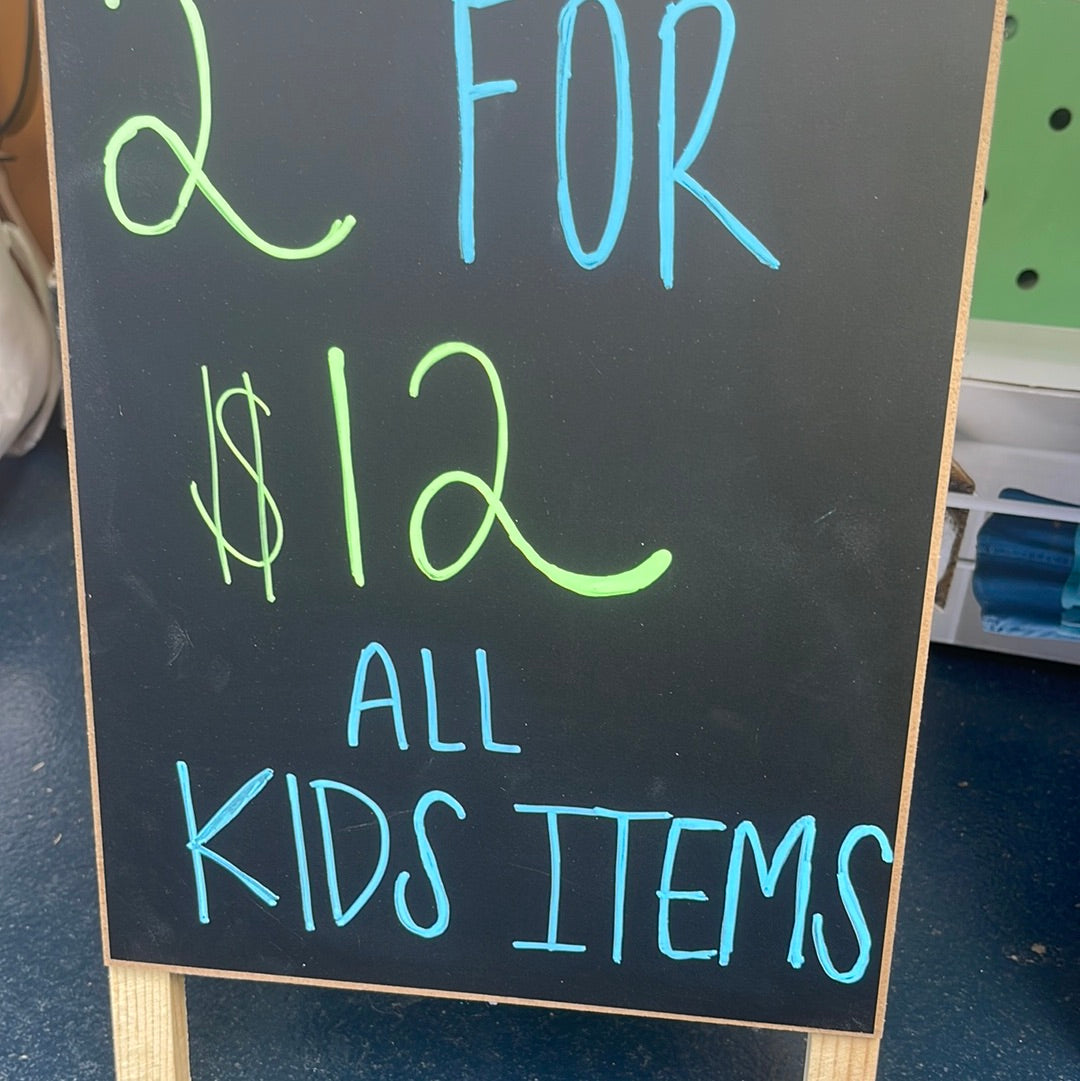 2 FOR
$12
ALL
KIDS ITEMS